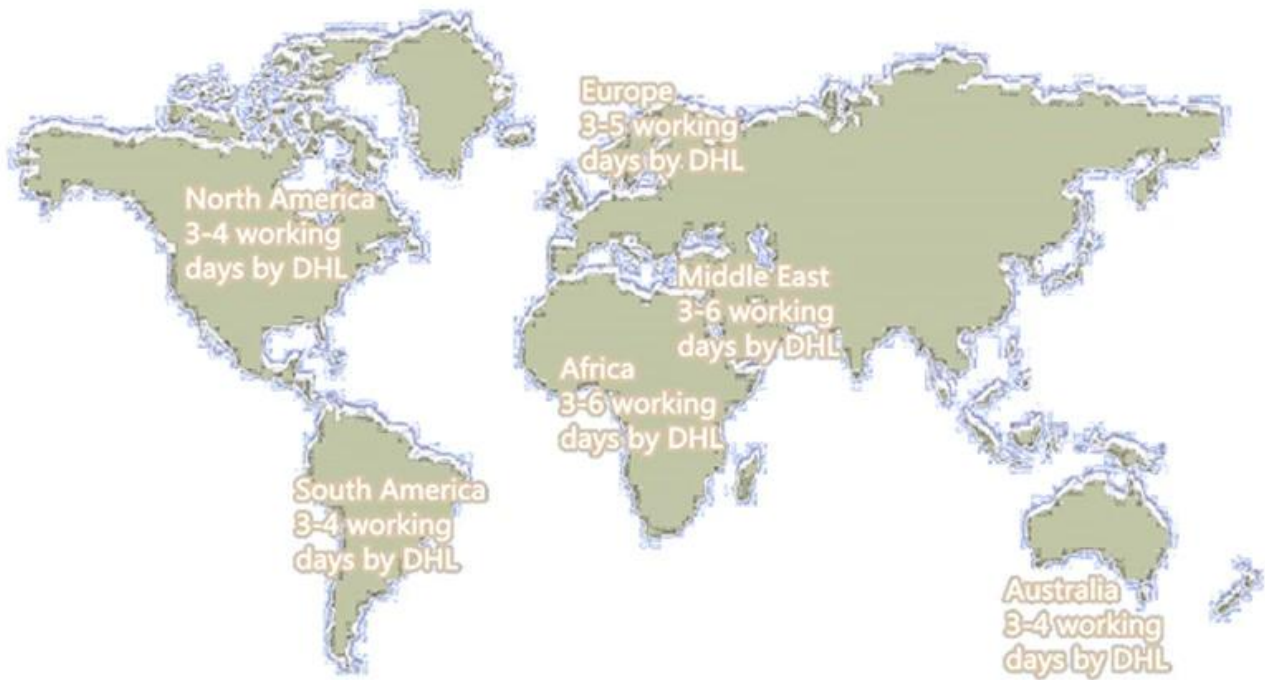 Europe
3-5 working
days by DHL
North America
3-4 working
days by DHL
Middle East
3-6 working
days by DHL
Africa
3-6 working
days by DHL
South America
3-4 working
days by DHL
Australia
3-4 working
days by DHL